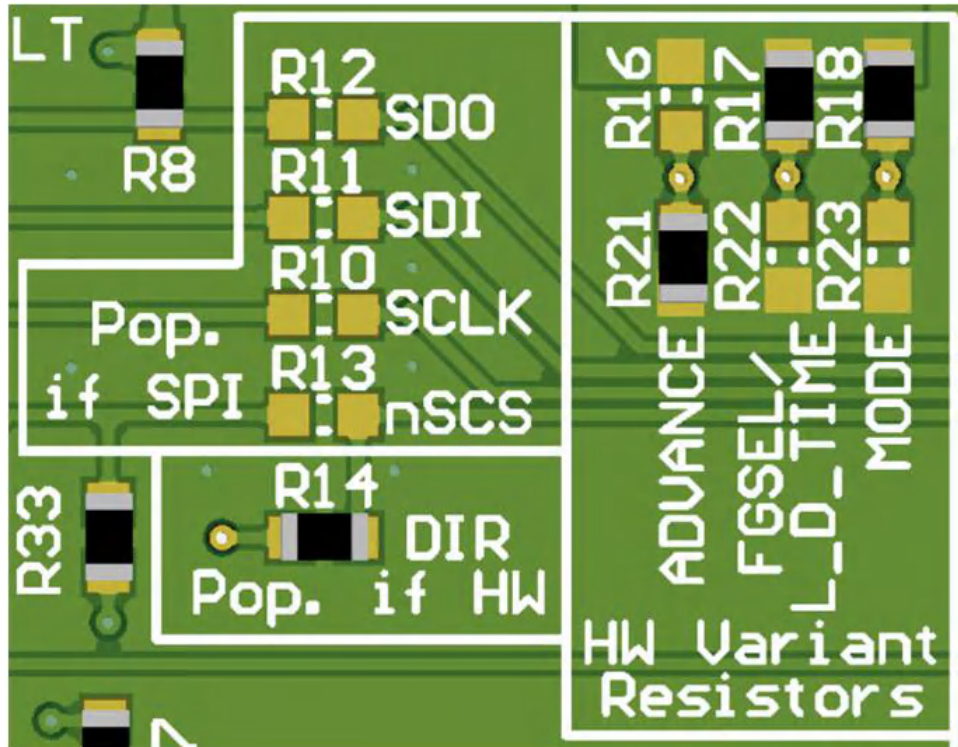 LT
R8
R12
SDO
R11
SDI
R10
SCLK
R13
nSCS
Pop.
if SPI
R33
R14
DIR
Pop. if HW
R16
R17
R18
R21
R22
R23
ADVANCE
FGSEL/
L_D_TIME
MODE
HW Variant
Resistors